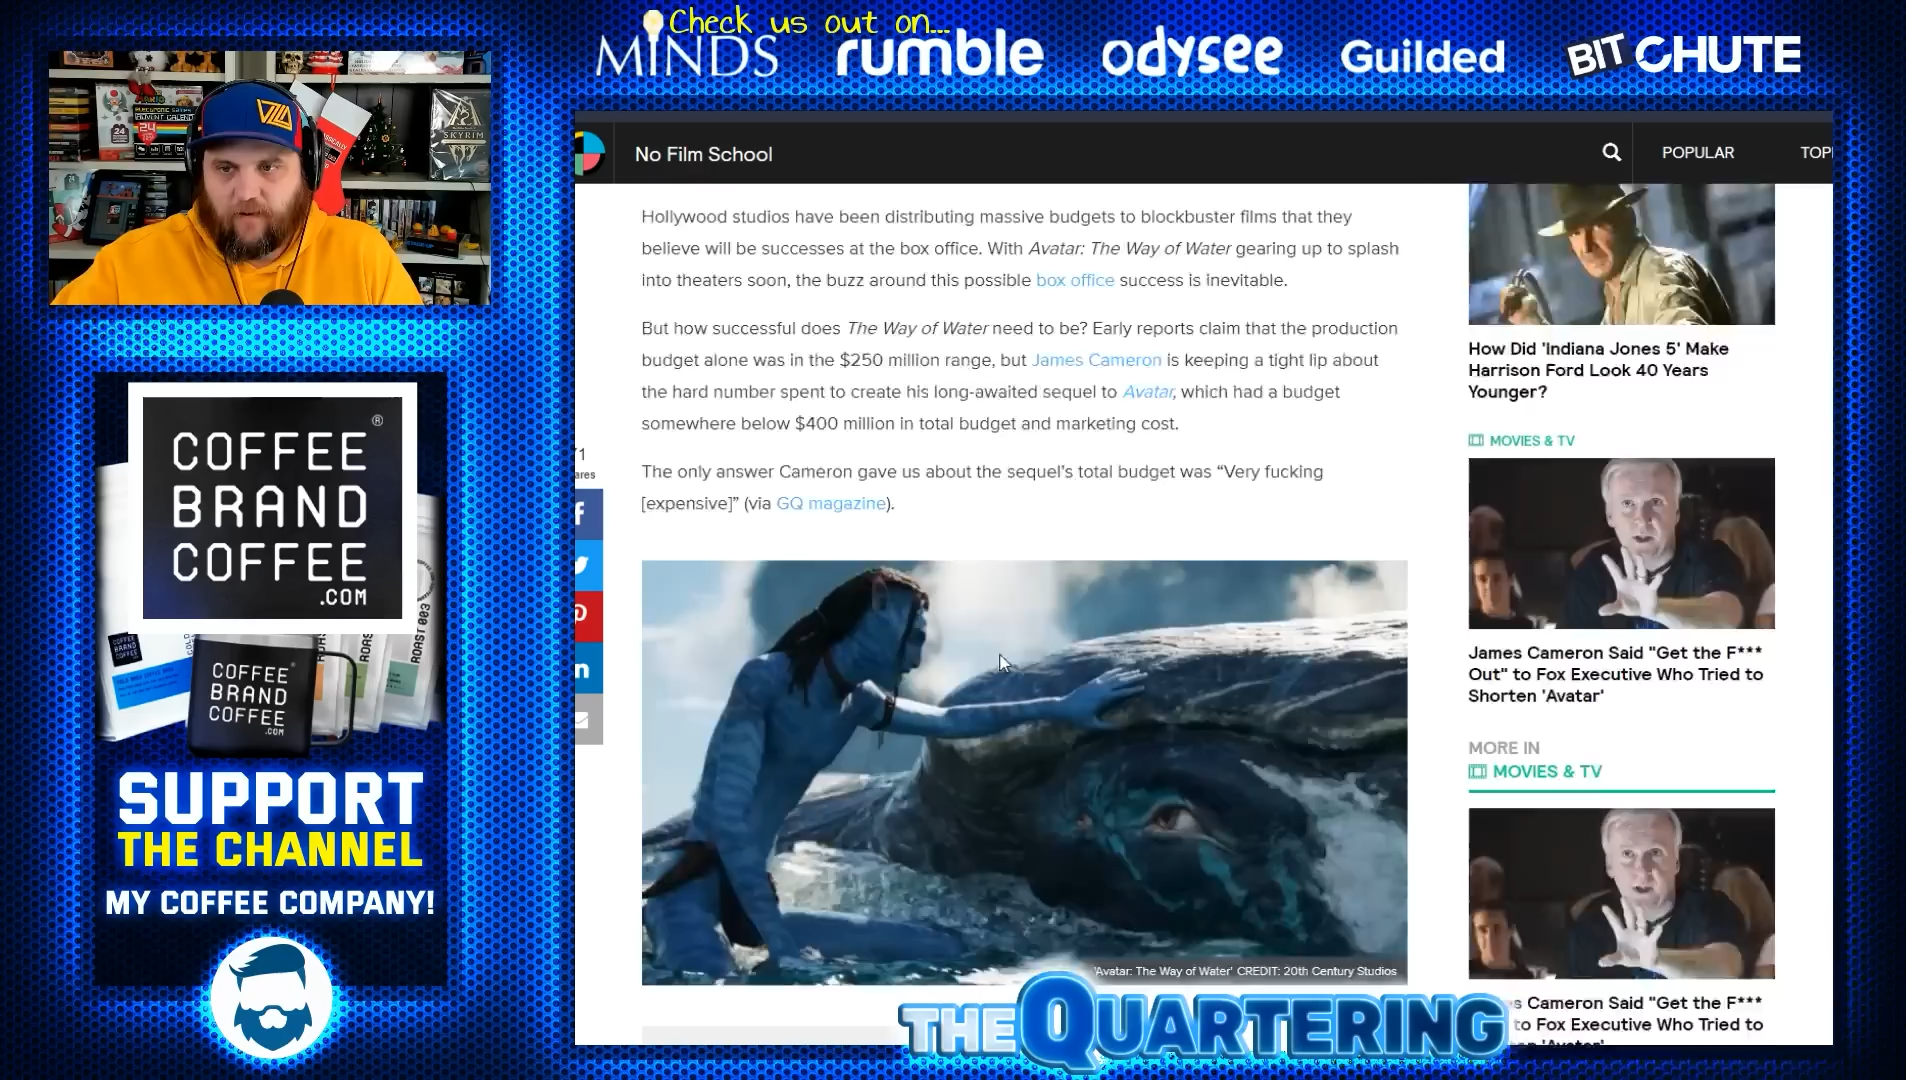 Check us out on...
MINDS rumble odysee Guilded BITCHUTE
No Film School
POPULAR
Hollywood studios have been distributing massive budgets to blockbuster films that they
believe will be successes at the box office. With Avatar: The Way of Water gearing up to splash
into theaters soon, the buzz around this possible box office success is inevitable.
But how successful does The Way of Water need to be? Early reports claim that the production
budget alone was in the $250 million range, but James Cameron is keeping a tight lip about
the hard number spent to create his long-awaited sequel to Avatar, which had a budget
somewhere below $400 million in total budget and marketing cost.
The only answer Cameron gave us about the sequel's total budget was “Very fucking
[expensive]” (via GQ magazine).
'Avatar: The Way of Water' CREDIT: 20th Century Studios
How Did 'Indiana Jones 5' Make
Harrison Ford Look 40 Years
Younger?
MOVIES & TV
James Cameron Said "Get the F***
Out" to Fox Executive Who Tried to
Shorten 'Avatar'
MORE IN
MOVIES & TV
Cameron Said "Get the F***
to Fox Executive Who Tried to
SKYRIM
24
COFFEE
BRAND
COFFEE
.COM
®
ROAST 003
COFFEE
BRAND
COFFEE
.COM
SUPPORT
THE CHANNEL
MY COFFEE COMPANY!
THE QUARTERING